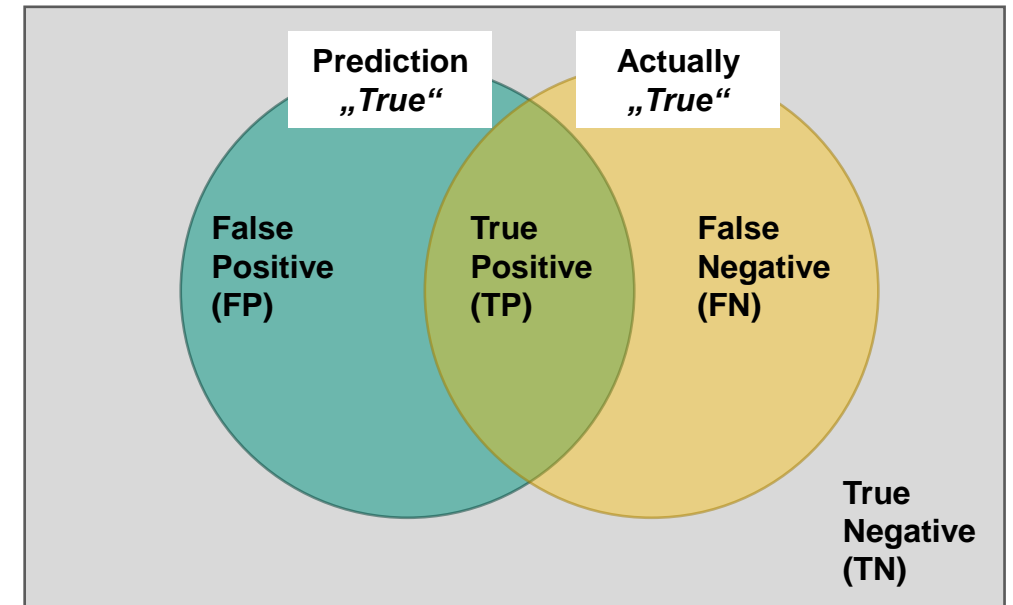 Prediction
„True“
Actually
„True“
False
Positive
(FP)
True
Positive
(TP)
False
Negative
(FN)
True
Negative
(TN)